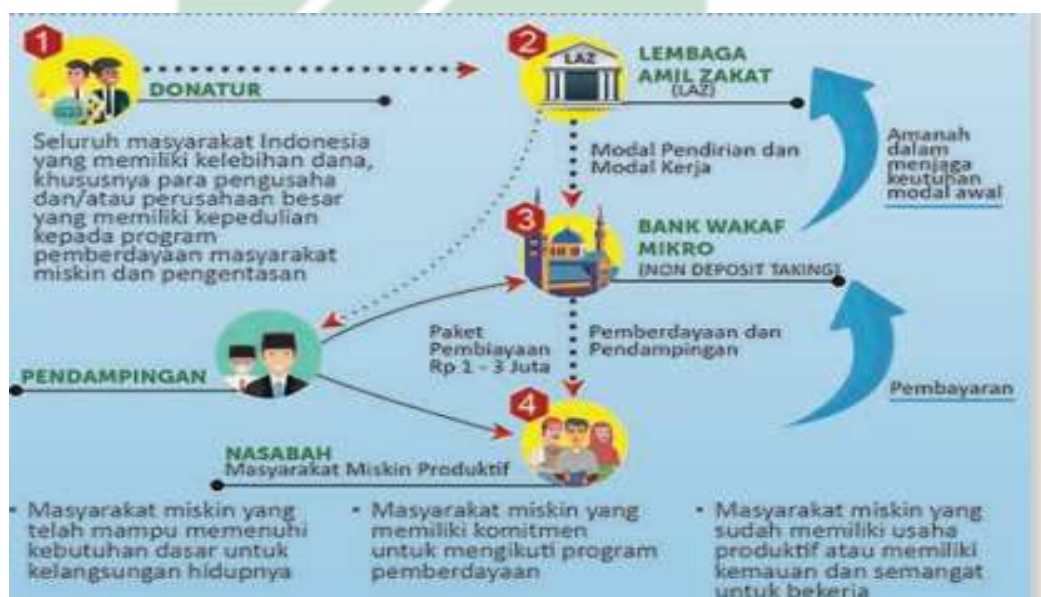 1
DONATUR
Seluruh masyarakat Indonesia
yang memiliki kelebihan dana,
khususnya para pengusaha
dan/atau perusahaan besar
yang memiliki kepedulian
kepada program
pemberdayaan masyarakat
miskin dan pengentasan
2
LAZ
LEMBAGA
AMIL ZAKAT
(LAZ)
Modal Pendirian dan
Modal Kerja
Amanah
dalam
menjaga
keutuhan
modal awal
3
BANK WAKAF
MIKRO
(NON DEPOSIT TAKING)
Paket
Pembiayaan
Rp 1 - 3 Juta
Pemberdayaan dan
Pendampingan
Pembayaran
PENDAMPINGAN
4
NASABAH
Masyarakat Miskin Produktif
• Masyarakat miskin yang
telah mampu memenuhi
kebutuhan dasar untuk
kelangsungan hidupnya
• Masyarakat miskin yang
memiliki komitmen
untuk mengikuti program
pemberdayaan
• Masyarakat miskin yang
sudah memiliki usaha
produktif atau memiliki
kemauan dan semangat
untuk bekerja